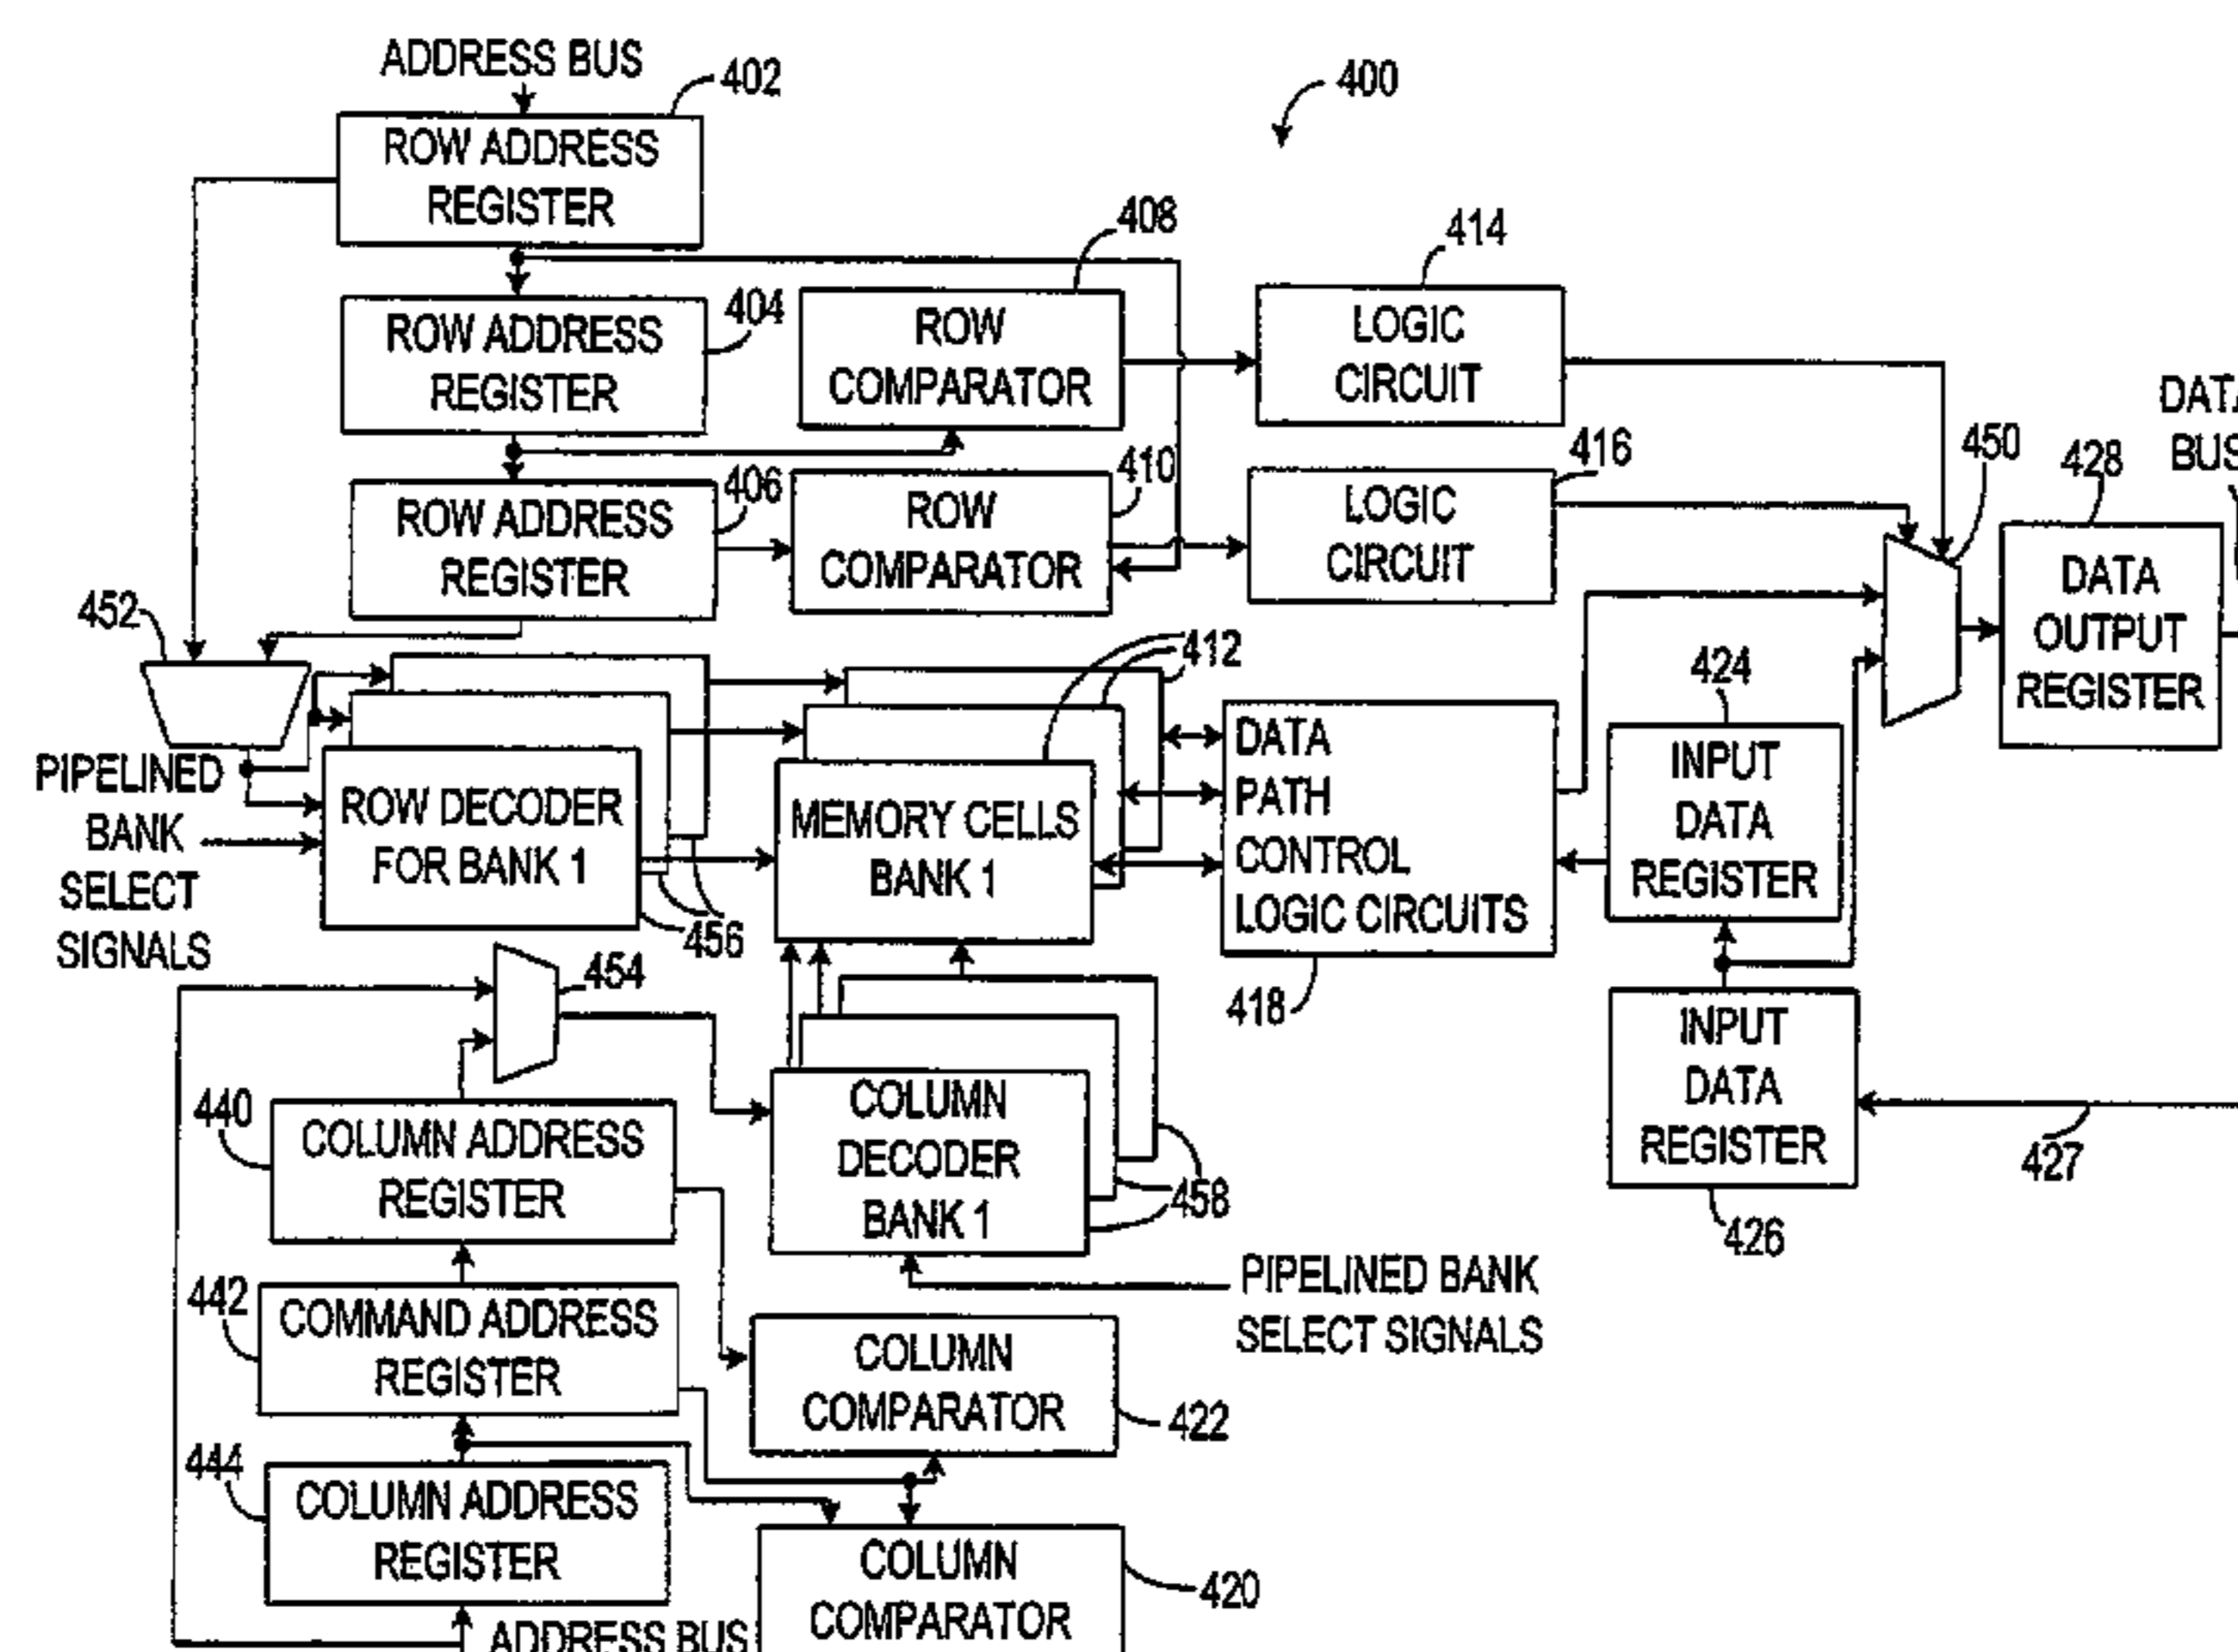 ADDRESS BUS
402
400
ROW ADDRESS
REGISTER
408
414
404
ROW ADDRESS
REGISTER
ROW
COMPARATOR
LOGIC
CIRCUIT
450
428
406
410
416
ROW ADDRESS
REGISTER
ROW
COMPARATOR
LOGIC
CIRCUIT
DATA
OUTPUT
REGISTER
452
412
424
PIPELINED
BANK
SELECT
SIGNALS
ROW DECODER
FOR BANK 1
456
MEMORY CELLS
BANK 1
DATA
PATH
CONTROL
LOGIC CIRCUITS
418
INPUT
DATA
REGISTER
454
INPUT
DATA
REGISTER
426
427
440
COLUMN ADDRESS
REGISTER
COLUMN
DECODER
BANK 1
458
PIPELINED BANK
SELECT SIGNALS
442
COMMAND ADDRESS
REGISTER
COLUMN
COMPARATOR
422
444
COLUMN ADDRESS
REGISTER
COLUMN
COMPARATOR
420
ADDRESS BUS